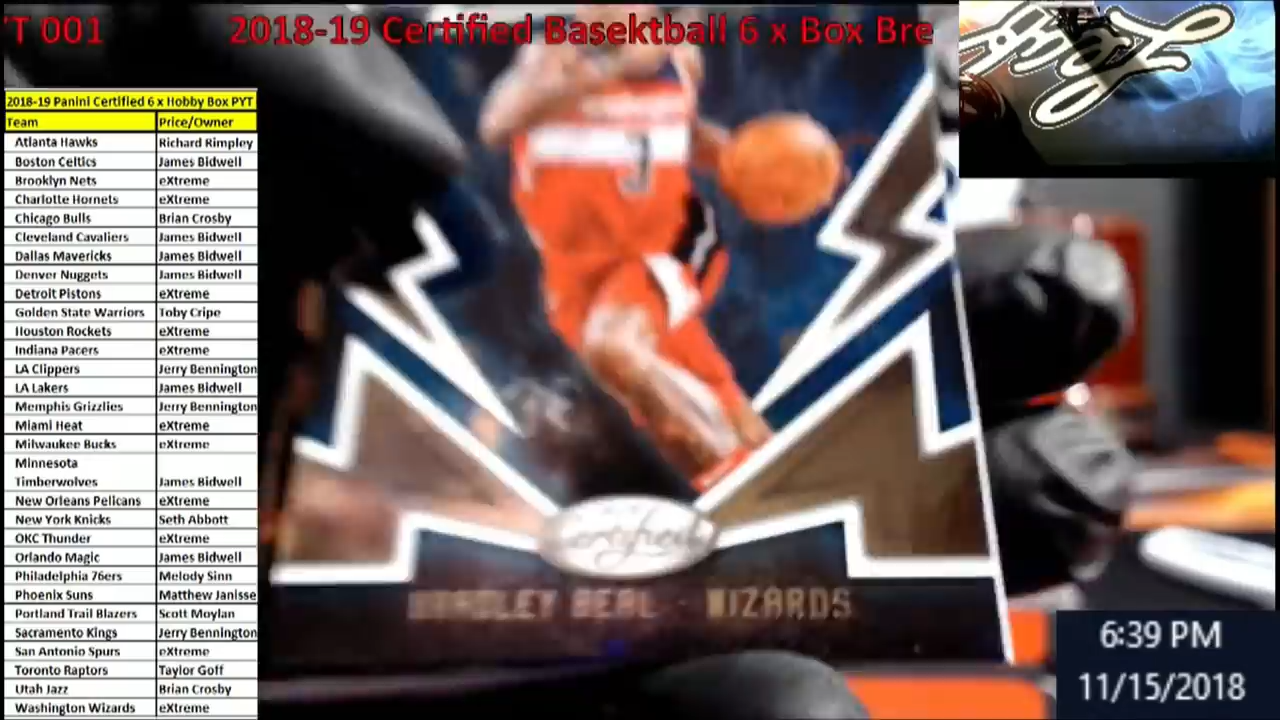 T 001 2018-19 Certified Basektball 6 x Box Bre
2018-19 Panini Certified 6 x Hobby Box PYT
Team Price/Owner
Atlanta Hawks Richard Rimpley
Boston Celtics James Bidwell
Brooklyn Nets eXtreme
Charlotte Hornets eXtreme
Chicago Bulls Brian Crosby
Cleveland Cavaliers James Bidwell
Dallas Mavericks James Bidwell
Denver Nuggets James Bidwell
Detroit Pistons eXtreme
Golden State Warriors Toby Cripe
Houston Rockets eXtreme
Indiana Pacers eXtreme
LA Clippers Jerry Bennington
LA Lakers James Bidwell
Memphis Grizzlies Jerry Bennington
Miami Heat eXtreme
Milwaukee Bucks eXtreme
Minnesota
Timberwolves James Bidwell
New Orleans Pelicans eXtreme
New York Knicks Seth Abbott
OKC Thunder eXtreme
Orlando Magic James Bidwell
Philadelphia 76ers Melody Sinn
Phoenix Suns Matthew Janisse
Portland Trail Blazers Scott Moylan
Sacramento Kings Jerry Bennington
San Antonio Spurs eXtreme
Toronto Raptors Taylor Goff
Utah Jazz Brian Crosby
Washington Wizards eXtreme
3
Certified
BRADLEY BEAL - WIZARDS
6:39 PM
11/15/2018